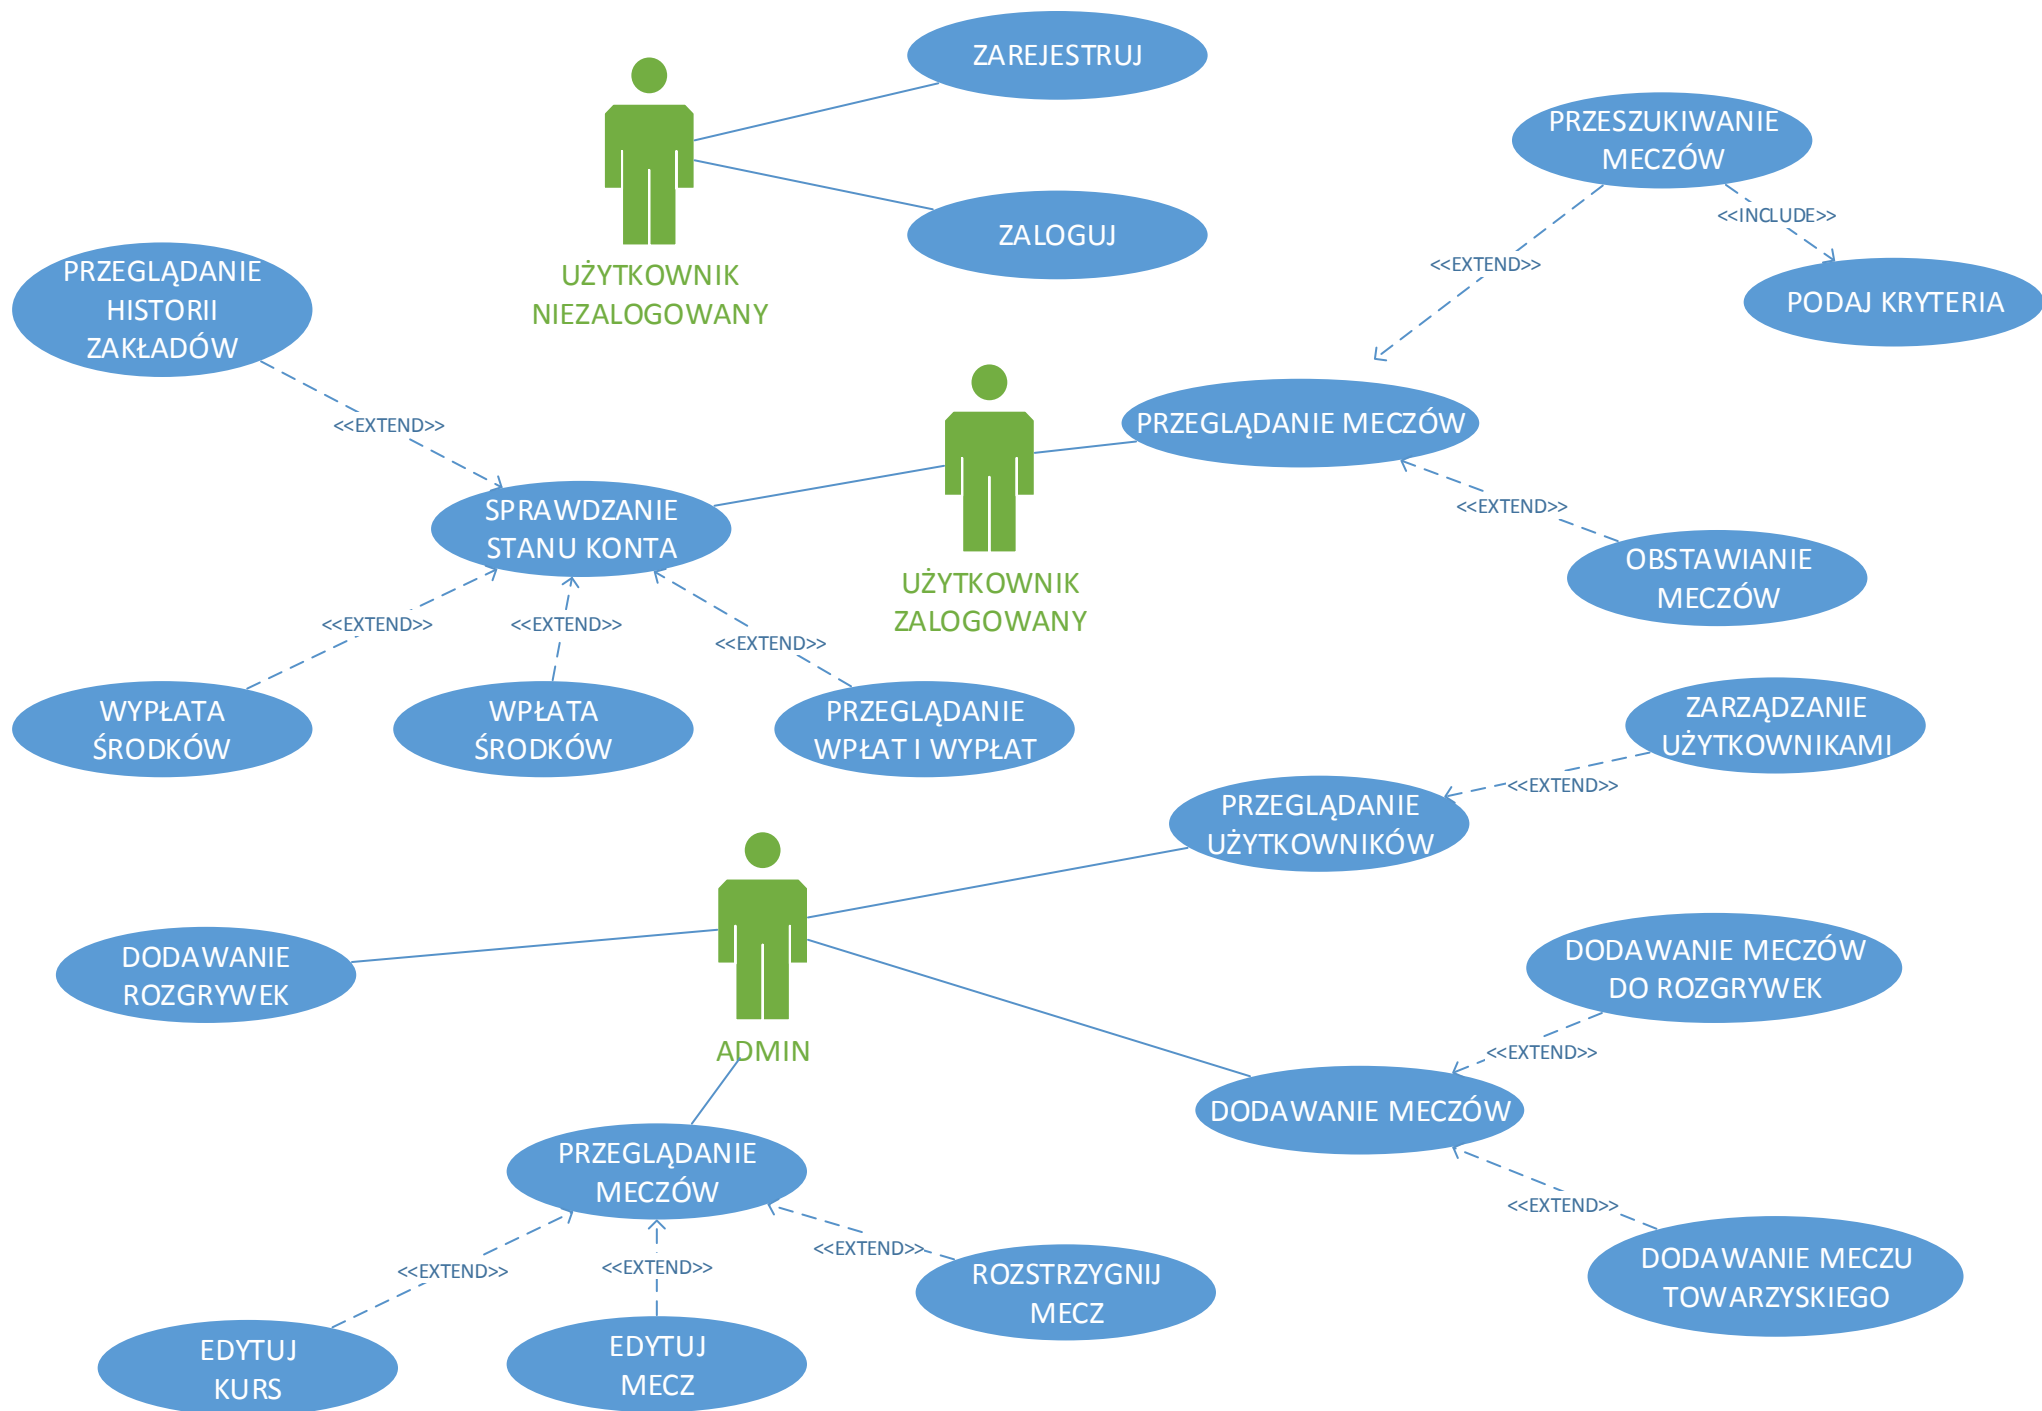 ZAREJESTRUJ
PRZESZUKIWANIE
MECZÓW
<<INCLUDE>>
ZALOGUJ
<<EXTEND>>
UŻYTKOWNIK
NIEZALOGOWANY
PRZEGLĄDANIE
HISTORII
ZAKŁADÓW
PODAJ KRYTERIA
<<EXTEND>>
PRZEGLĄDANIE MECZÓW
SPRAWDZANIE
STANU KONTA
<<EXTEND>>
UŻYTKOWNIK
ZALOGOWANY
OBSTAWIANIE
MECZÓW
<<EXTEND>>
<<EXTEND>>
<<EXTEND>>
WYPŁATA
ŚRODKÓW
WPŁATA
ŚRODKÓW
PRZEGLĄDANIE
WPŁAT I WYPŁAT
ZARZĄDZANIE
UŻYTKOWNIKAMI
<<EXTEND>>
PRZEGLĄDANIE
UŻYTKOWNIKÓW
DODAWANIE
ROZGRYWEK
DODAWANIE MECZÓW
DO ROZGRYWEK
ADMIN
<<EXTEND>>
DODAWANIE MECZÓW
PRZEGLĄDANIE
MECZÓW
<<EXTEND>>
<<EXTEND>>
<<EXTEND>>
<<EXTEND>>
ROZSTRZYGNIJ
MECZ
DODAWANIE MECZU
TOWARZYSKIEGO
EDYTUJ
KURS
EDYTUJ
MECZ